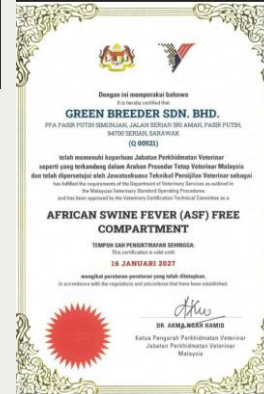 Dengan ini memperakui bahawa
It is hereby certified that
GREEN BREEDER SDN. BHD.
PFA PASIR PUTIH SIMUNJAN, JALAN SERIAN SRI AMAN, PASIR PUTIH,
94700 SERIAN, SARAWAK
(Q 00521)
telah memenuhi keperluan Jabatan Perkhidmatan Veterinar
seperti yang terkandung dalam Arahan Prosedur Tetap Veterinar Malaysia
dan telah dipersetujui oleh Jawatankuasa Teknikal Persijilan Veterinar sebagai
has fulfilled the requirements of the Department of Veterinary Services as outlined in
the Malaysian Veterinary Standard Operating Procedures
and has been approved by the Veterinary Certification Technical Committee as a
AFRICAN SWINE FEVER (ASF) FREE
COMPARTMENT
TEMPOH SAH PENGIKTIRAFAN SEHINGGA:
This certification is valid until:
16 JANUARI 2027
mengikut peraturan-peraturan yang telah ditetapkan.
in accordance with the regulations and procedures that have been established.
DR. AKMA NGAH HAMID
Ketua Pengarah Perkhidmatan Veterinar
Jabatan Perkhidmatan Veterinar
Malaysia